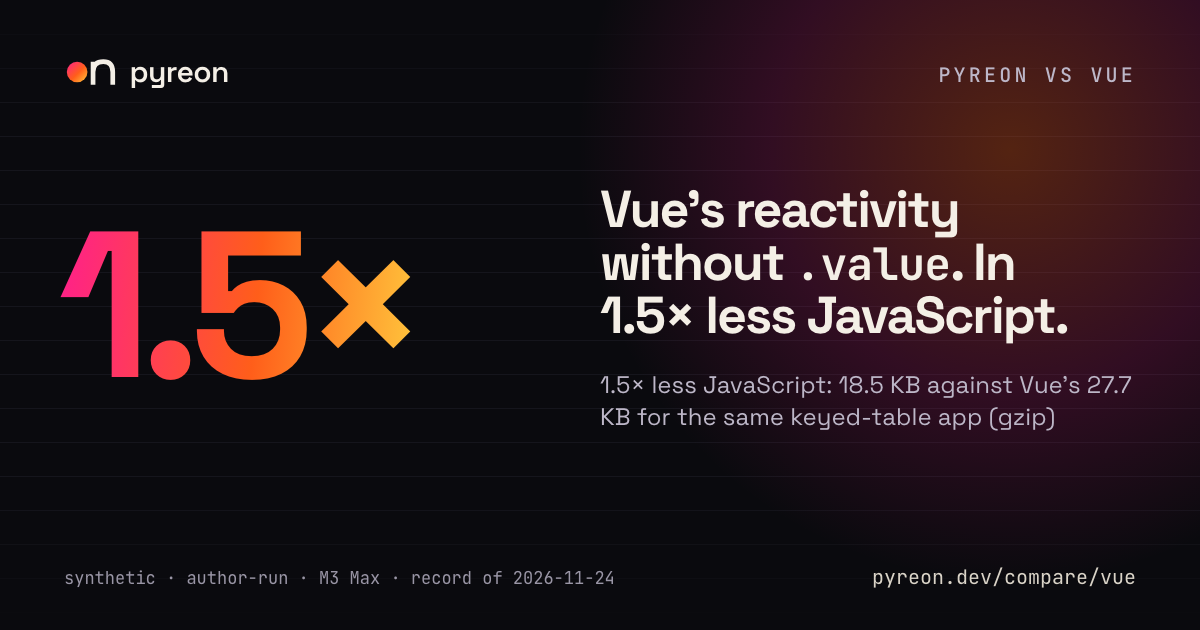 pyreon
PYREON VS VUE
1.5×
Vue’s reactivity
without .value. In
1.5× less JavaScript.
1.5× less JavaScript: 18.5 KB against Vue’s 27.7
KB for the same keyed-table app (gzip)
synthetic · author-run · M3 Max · record of 2026-11-24
pyreon.dev/compare/vue